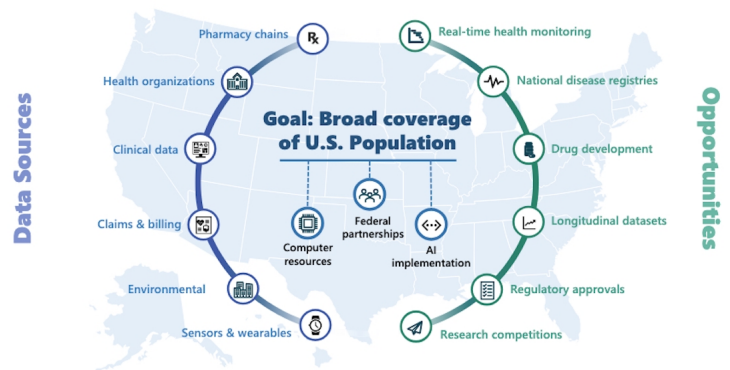 Data Sources
Pharmacy chains
Rx
Health organizations
Clinical data
Claims & billing
Environmental
Sensors & wearables
Goal: Broad coverage
of U.S. Population
Computer
resources
Federal
partnerships
AI
implementation
Real-time health monitoring
National disease registries
Drug development
Longitudinal datasets
Regulatory approvals
Research competitions
Opportunities